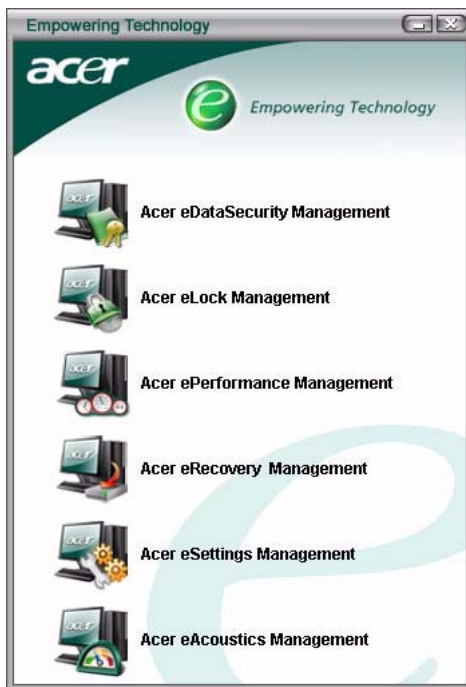 Empowering Technology
acer
e Empowering Technology
Acer eDataSecurity Management
Acer eLock Management
Acer ePerformance Management
Acer eRecovery Management
Acer eSettings Management
Acer eAcoustics Management